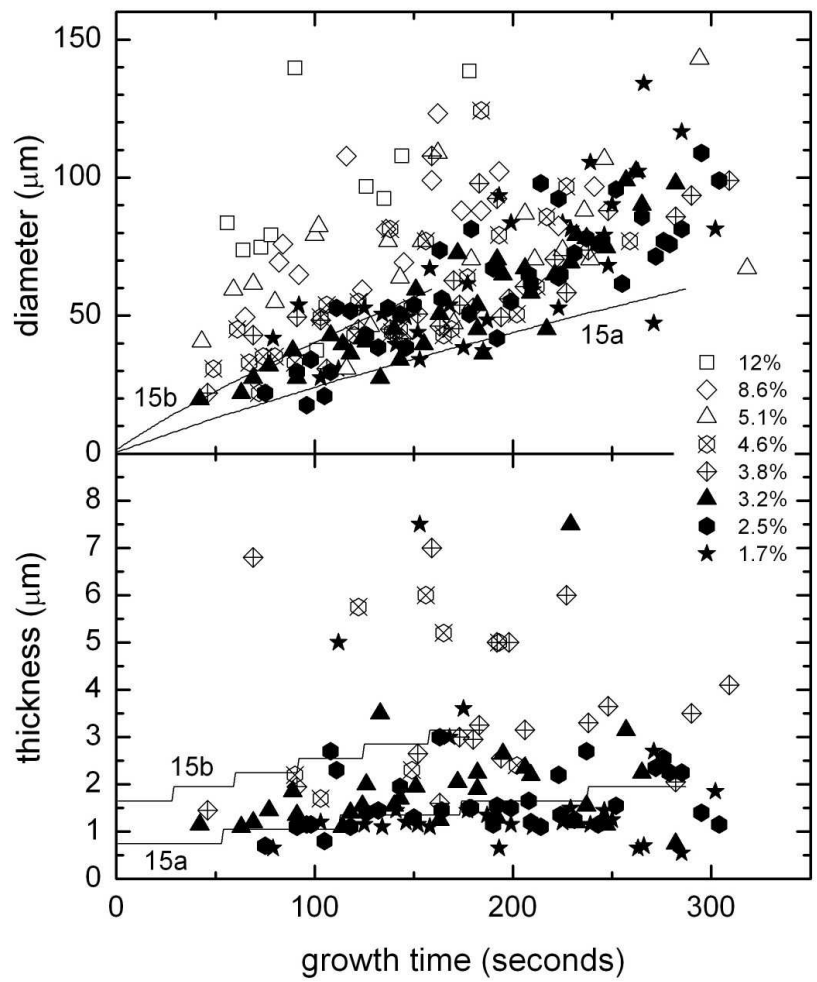 150
100
50
0
diameter (μm)
15b
15a
12%
8.6%
5.1%
4.6%
3.8%
3.2%
2.5%
1.7%
8
7
6
5
4
3
2
1
0
thickness (μm)
15b
15a
0 100 200 300
growth time (seconds)